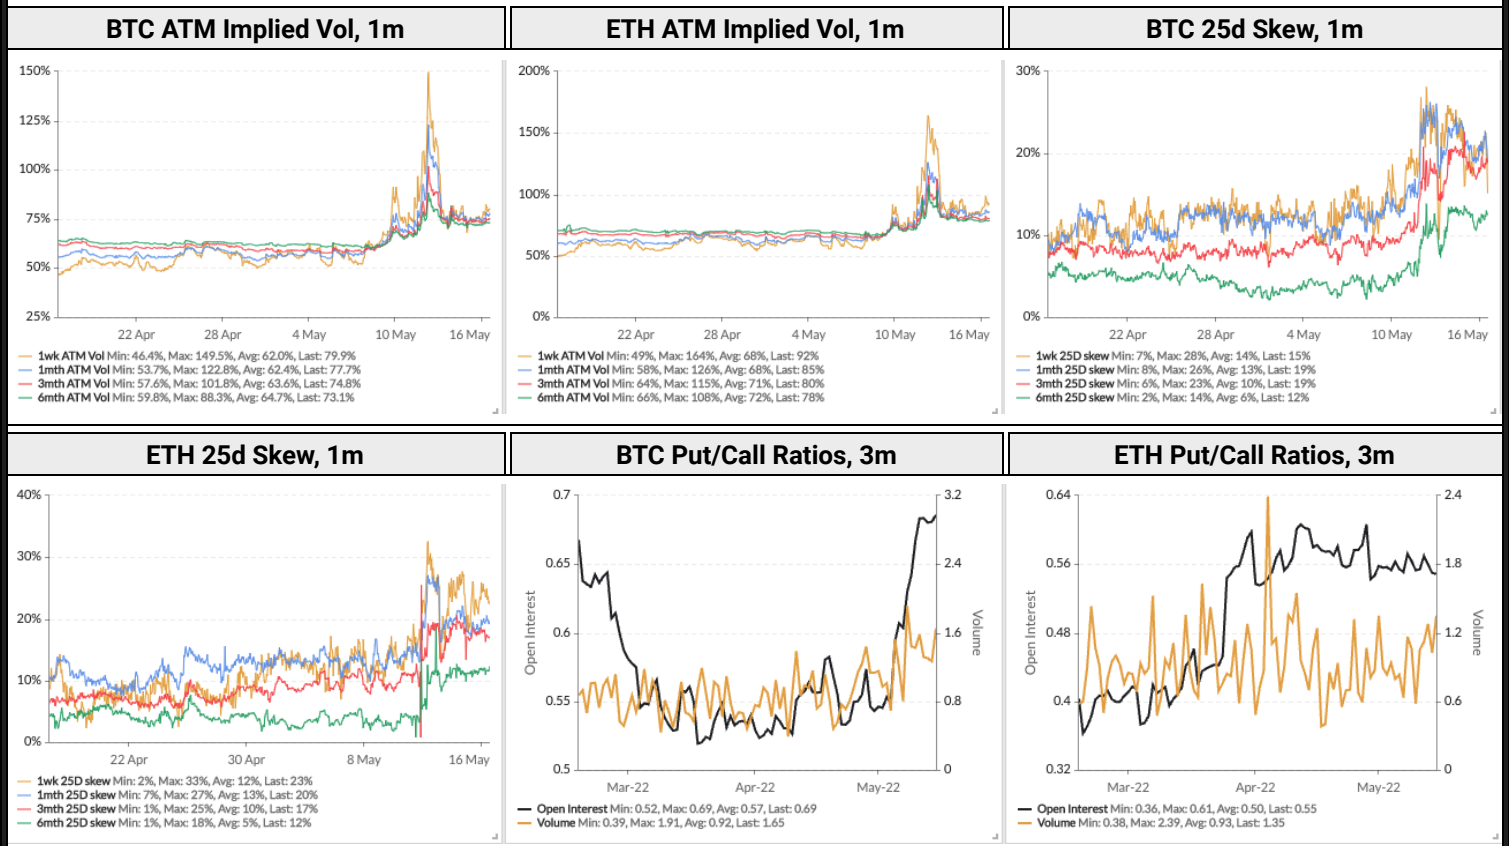 BTC ATM Implied Vol, 1m
150%
125%
100%
75%
50%
25%
22 Apr 28 Apr 4 May 10 May 16 May
1wk ATM Vol Min: 46.4%, Max: 149.5%, Avg: 62.0%, Last: 79.9%
1mth ATM Vol Min: 53.7%, Max: 122.8%, Avg: 62.4%, Last: 77.7%
3mth ATM Vol Min: 57.6%, Max: 101.8%, Avg: 63.6%, Last: 74.8%
6mth ATM Vol Min: 59.8%, Max: 88.3%, Avg: 64.7%, Last: 73.1%
ETH ATM Implied Vol, 1m
200%
150%
100%
50%
0%
22 Apr 28 Apr 4 May 10 May 16 May
1wk ATM Vol Min: 49%, Max: 164%, Avg: 68%, Last: 92%
1mth ATM Vol Min: 58%, Max: 126%, Avg: 68%, Last: 85%
3mth ATM Vol Min: 64%, Max: 115%, Avg: 71%, Last: 80%
6mth ATM Vol Min: 66%, Max: 108%, Avg: 72%, Last: 78%
BTC 25d Skew, 1m
30%
20%
10%
0%
22 Apr 28 Apr 4 May 10 May 16 May
1wk 25D skew Min: 7%, Max: 28%, Avg: 14%, Last: 15%
1mth 25D skew Min: 8%, Max: 26%, Avg: 13%, Last: 19%
3mth 25D skew Min: 6%, Max: 23%, Avg: 10%, Last: 19%
6mth 25D skew Min: 2%, Max: 14%, Avg: 6%, Last: 12%
ETH 25d Skew, 1m
40%
30%
20%
10%
0%
22 Apr 30 Apr 8 May 16 May
1wk 25D skew Min: 2%, Max: 33%, Avg: 12%, Last: 23%
1mth 25D skew Min: 7%, Max: 27%, Avg: 13%, Last: 20%
3mth 25D skew Min: 1%, Max: 25%, Avg: 10%, Last: 17%
6mth 25D skew Min: 1%, Max: 18%, Avg: 5%, Last: 12%
BTC Put/Call Ratios, 3m
0.7 3.2
0.65 2.4
0.6 1.6
0.55 0.8
0.5 0
Open Interest
Volume
Mar-22 Apr-22 May-22
Open Interest Min: 0.52, Max: 0.69, Avg: 0.57, Last: 0.69
Volume Min: 0.39, Max: 1.91, Avg: 0.92, Last: 1.65
ETH Put/Call Ratios, 3m
0.64 2.4
0.56 1.8
0.48 1.2
0.4 0.6
0.32 0
Open Interest
Volume
Mar-22 Apr-22 May-22
Open Interest Min: 0.36, Max: 0.61, Avg: 0.50, Last: 0.55
Volume Min: 0.38, Max: 2.39, Avg: 0.93, Last: 1.35